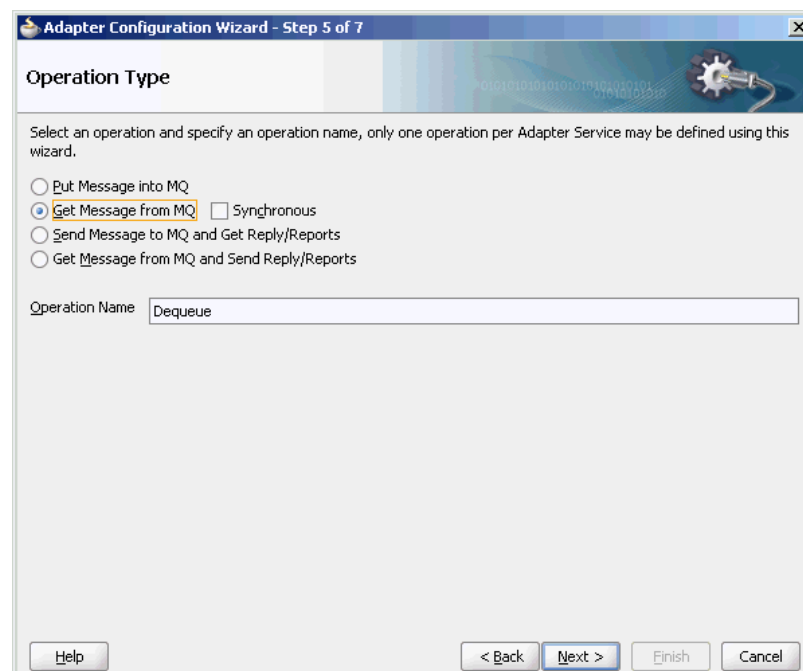 Adapter Configuration Wizard - Step 5 of 7
Operation Type
Select an operation and specify an operation name, only one operation per Adapter Service may be defined using this
wizard.
Put Message into MQ
Get Message from MQ Synchronous
Send Message to MQ and Get Reply/Reports
Get Message from MQ and Send Reply/Reports
Operation Name Dequeue
Help < Back Next > Finish Cancel